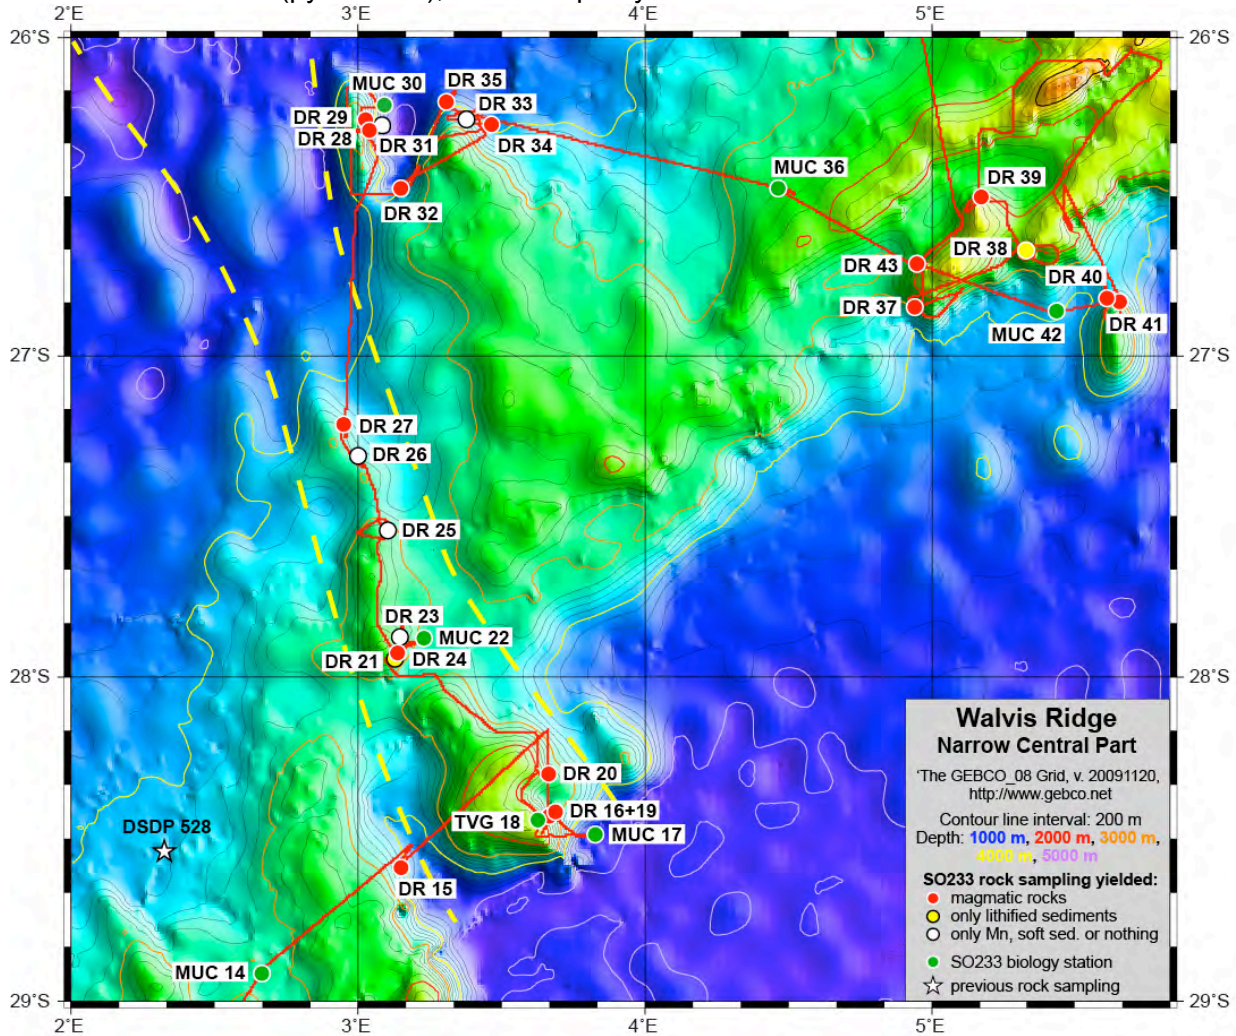 2°E 3°E 4°E 5°E
26°S
MUC 30
DR 35
DR 33
DR 29
DR 28
DR 31
DR 34
DR 32
MUC 36
DR 39
DR 38
DR 43
DR 40
DR 37
MUC 42
DR 41
27°S 27°S
DR 27
DR 26
DR 25
DR 23
MUC 22
DR 21
DR 24
28°S 28°S
DR 20
DR 16+19
TVG 18
MUC 17
DSDP 528
DR 15
MUC 14
Walvis Ridge
Narrow Central Part
'The GEBCO_08 Grid, v. 20091120,
http://www.gebco.net
Contour line interval: 200 m
Depth: 1000 m, 2000 m, 3000 m,
4000 m, 5000 m
SO233 rock sampling yielded:
magmatic rocks
only lithified sediments
only Mn, soft sed. or nothing
SO233 biology station
previous rock sampling
29°S 29°S
2°E 3°E 4°E 5°E